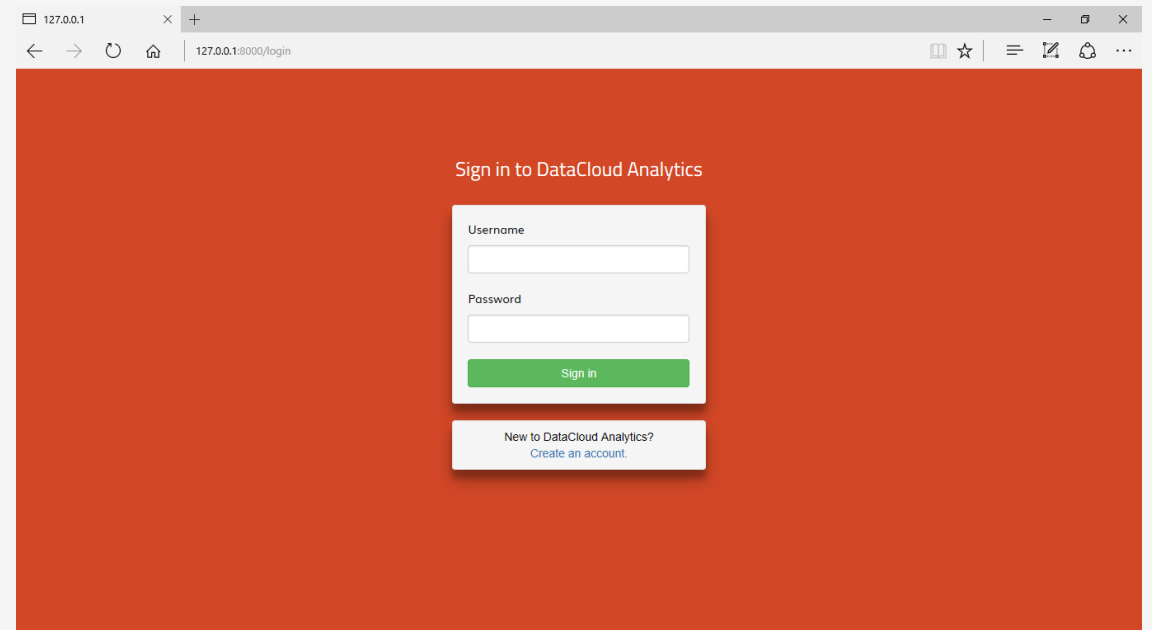 127.0.0.1
127.0.0.1:8000/login
Sign in to DataCloud Analytics
Username
Password
Sign in
New to DataCloud Analytics?
Create an account.